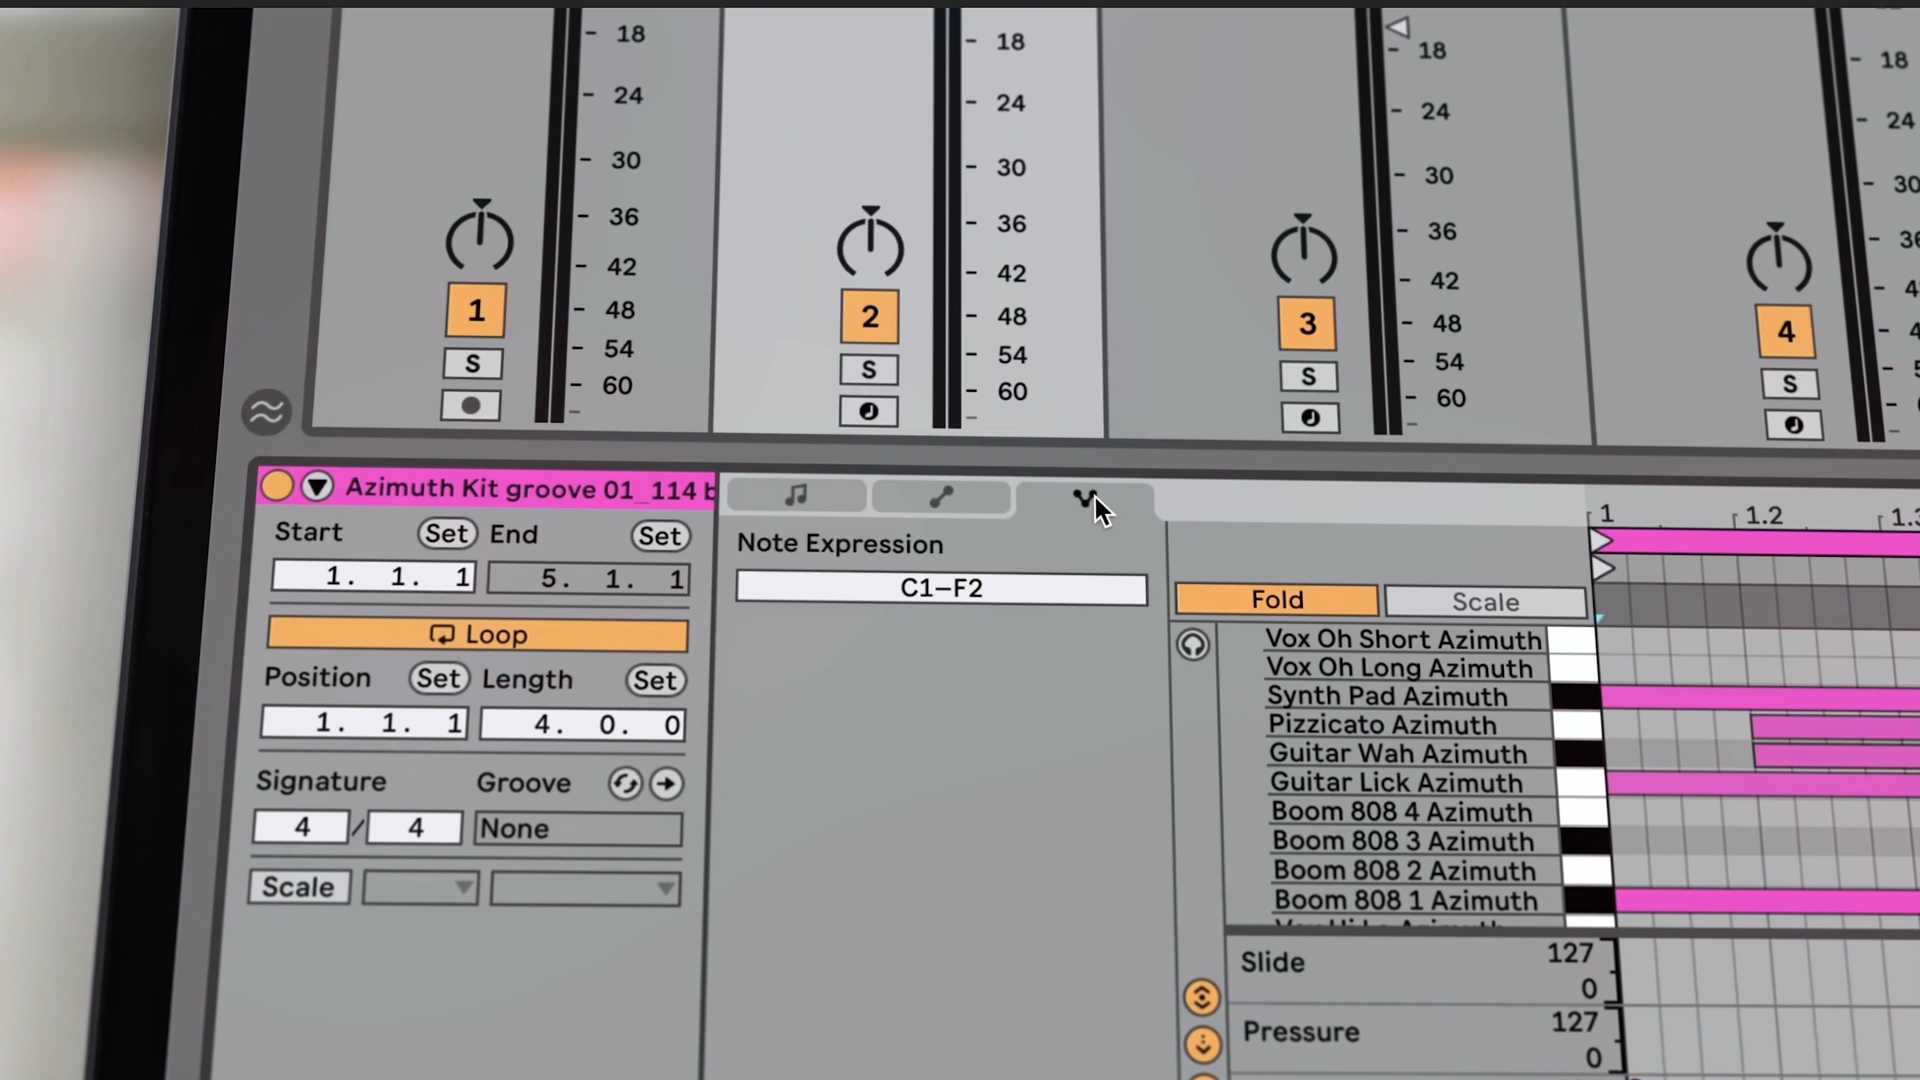 18
24
30
36
42
48
54
60
1
S
18
24
30
36
42
48
54
60
2
S
18
24
30
36
42
48
54
60
3
S
18
24
30
4
S
Azimuth Kit groove 01_114
Start Set End Set
1. 1. 1 5. 1. 1
Loop
Position Set Length Set
1. 1. 1 4. 0. 0
Signature Groove
4 / 4 None
Scale
Note Expression
C1–F2
1 1.2
Fold Scale
Vox Oh Short Azimuth
Vox Oh Long Azimuth
Synth Pad Azimuth
Pizzicato Azimuth
Guitar Wah Azimuth
Guitar Lick Azimuth
Boom 808 4 Azimuth
Boom 808 3 Azimuth
Boom 808 2 Azimuth
Boom 808 1 Azimuth
Slide 127
0
Pressure 127
0